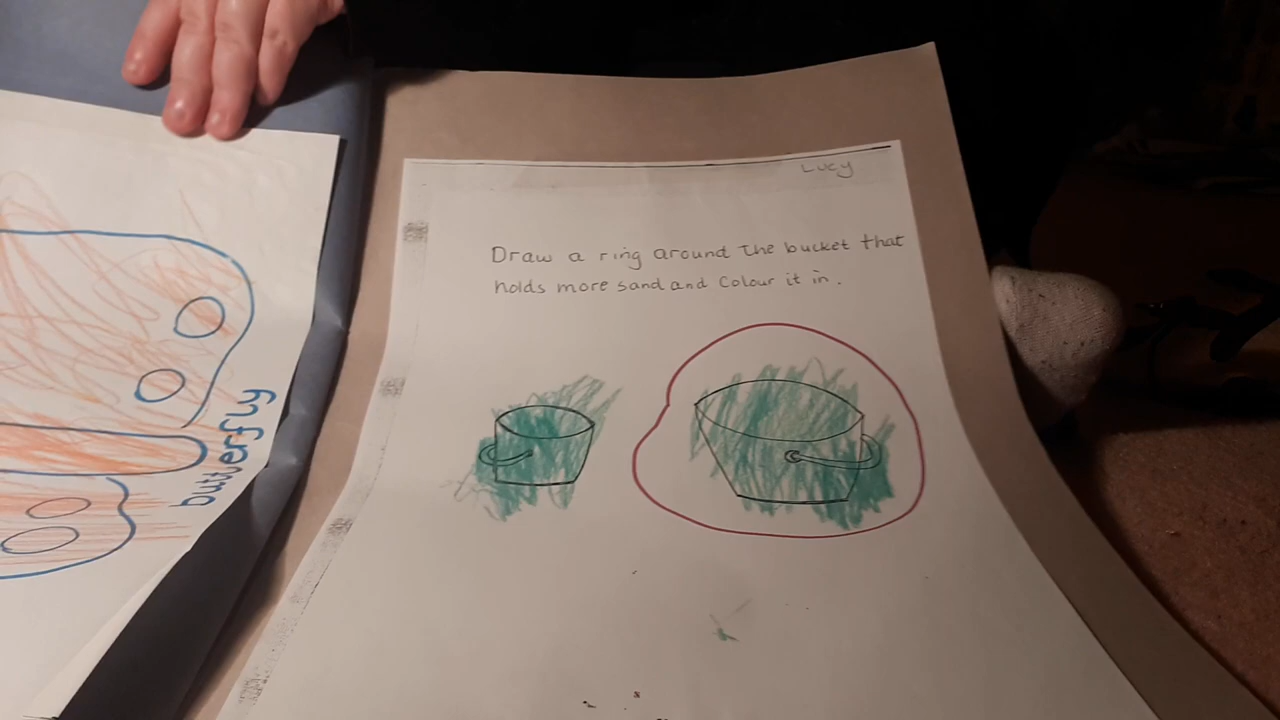 Lucy
Draw a ring around the bucket that
holds more sand and Colour it in.
butterfly